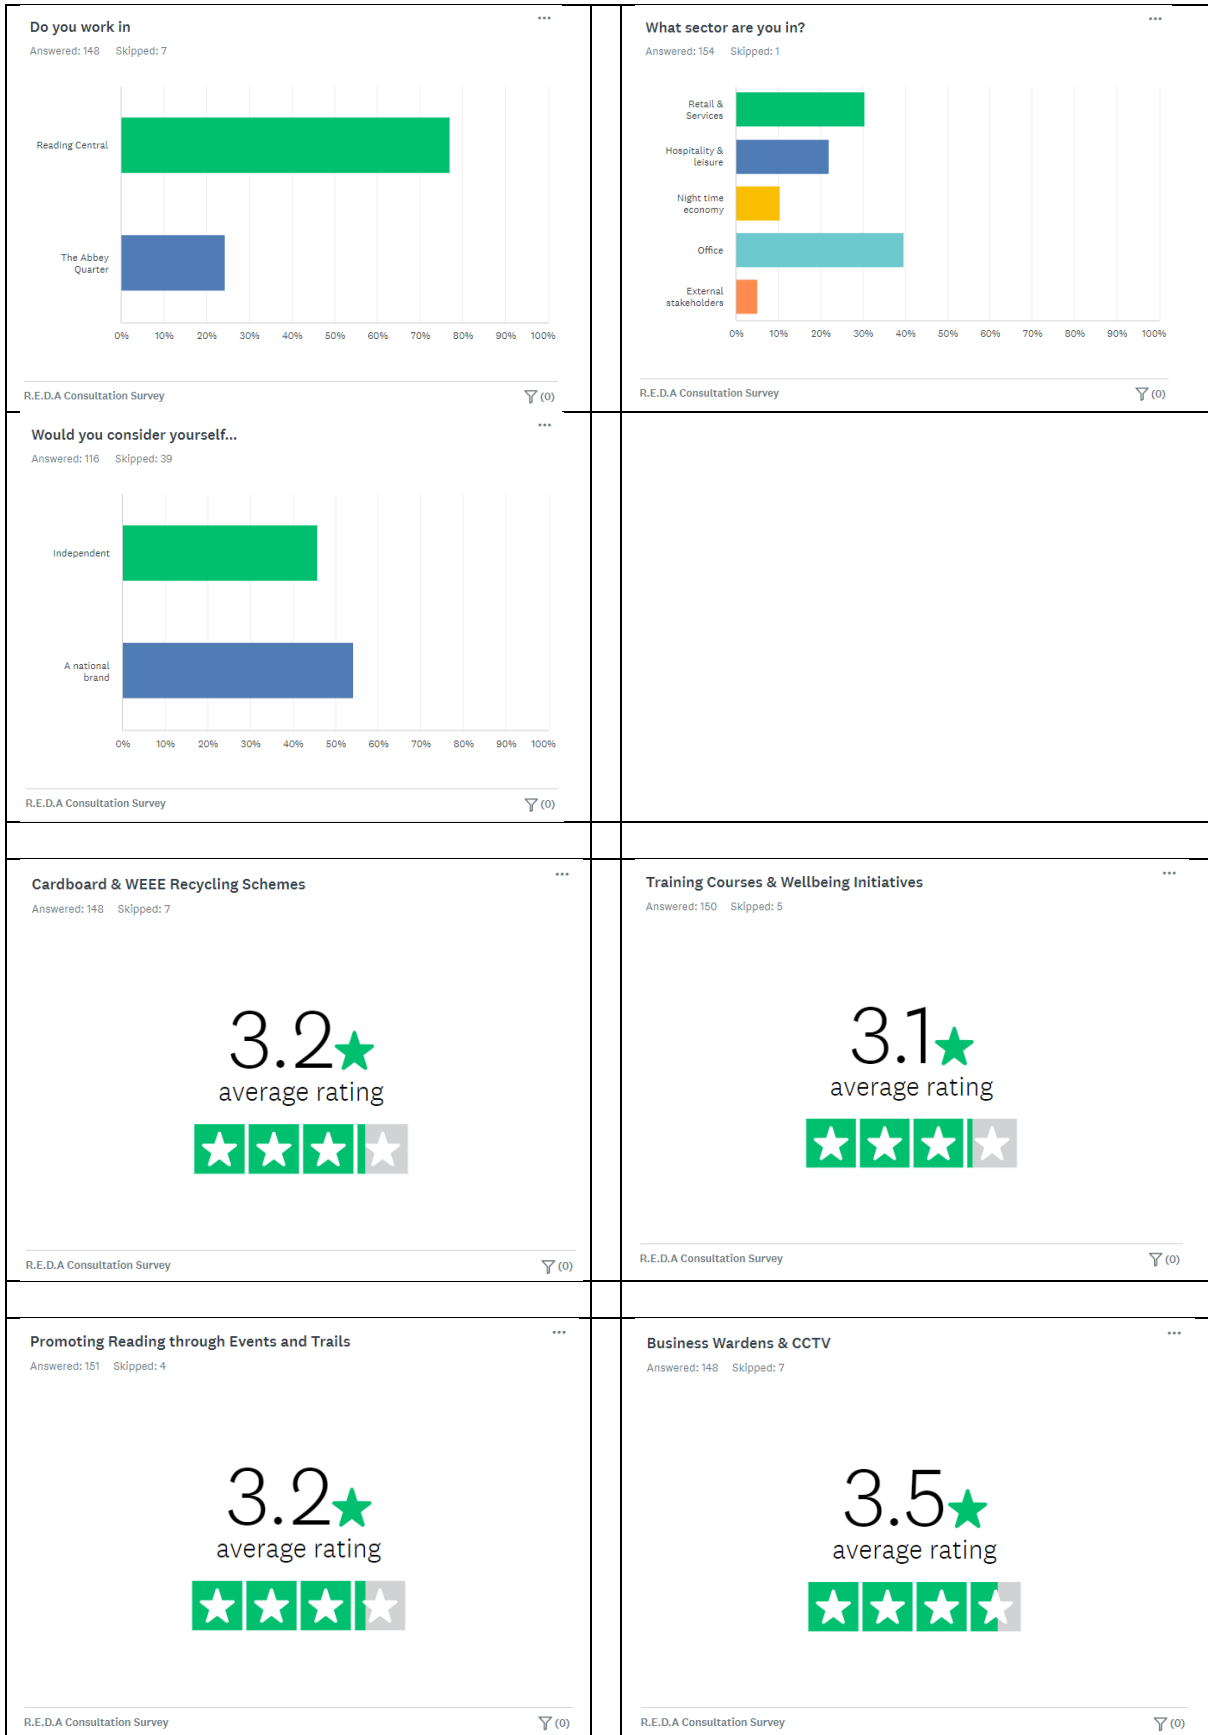 Do you work in
...
Answered: 148 Skipped: 7
Reading Central
The Abbey
Quarter
0% 10% 20% 30% 40% 50% 60% 70% 80% 90% 100%
R.E.D.A Consultation Survey
(0)
What sector are you in?
...
Answered: 154 Skipped: 1
Retail &
Services
Hospitality &
leisure
Night time
economy
Office
External
stakeholders
0% 10% 20% 30% 40% 50% 60% 70% 80% 90% 100%
R.E.D.A Consultation Survey
(0)
Would you consider yourself...
...
Answered: 116 Skipped: 39
Independent
A national
brand
0% 10% 20% 30% 40% 50% 60% 70% 80% 90% 100%
R.E.D.A Consultation Survey
(0)
Cardboard & WEEE Recycling Schemes
...
Answered: 148 Skipped: 7
3.2
average rating
R.E.D.A Consultation Survey
(0)
Training Courses & Wellbeing Initiatives
...
Answered: 150 Skipped: 5
3.1
average rating
R.E.D.A Consultation Survey
(0)
Promoting Reading through Events and Trails
...
Answered: 151 Skipped: 4
3.2
average rating
R.E.D.A Consultation Survey
(0)
Business Wardens & CCTV
...
Answered: 148 Skipped: 7
3.5
average rating
R.E.D.A Consultation Survey
(0)